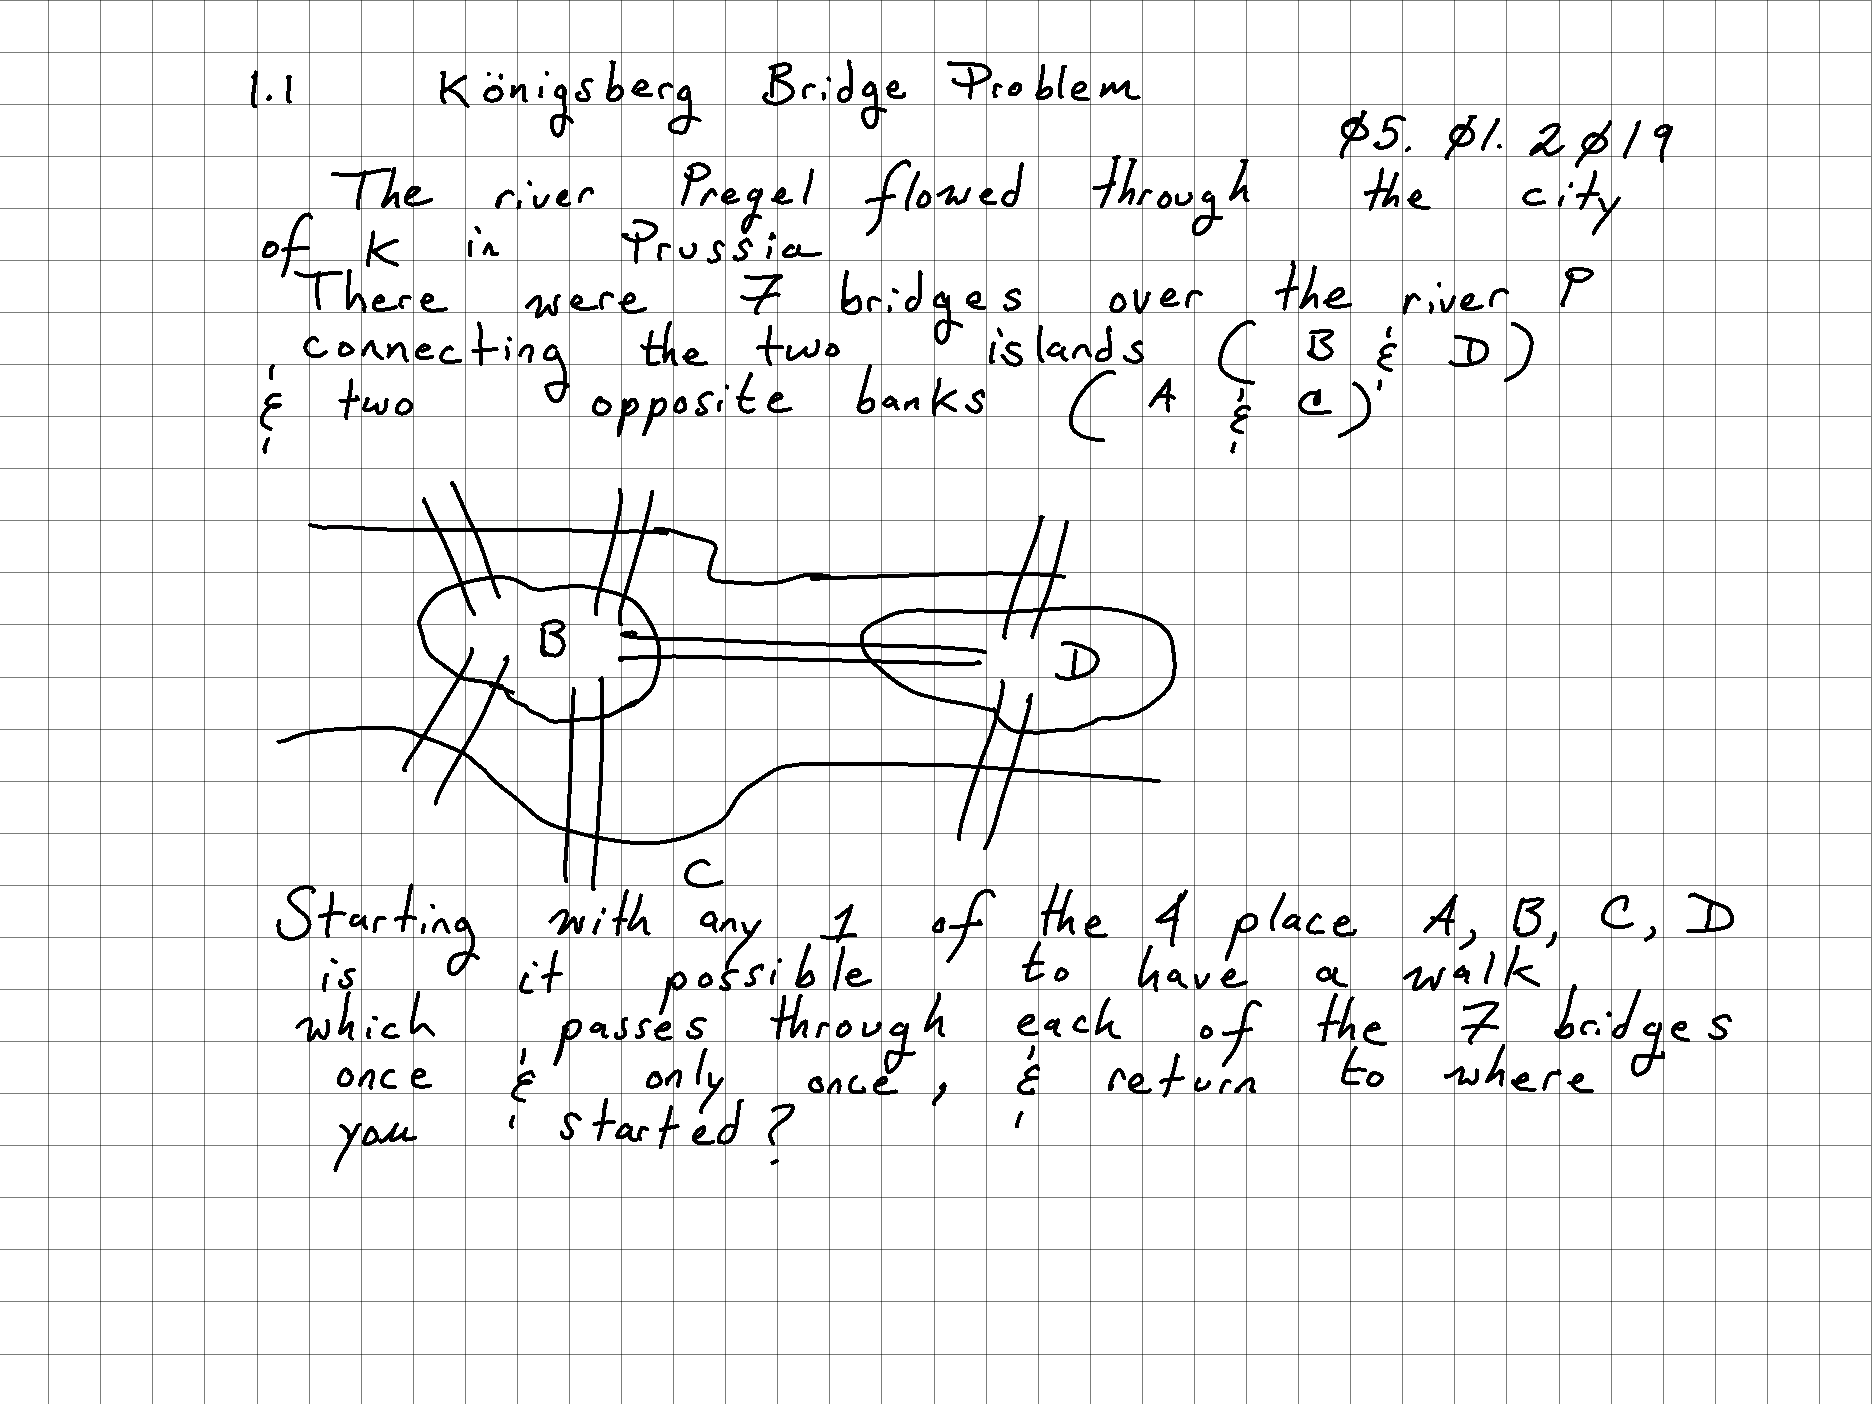 1.1 Königsberg Bridge Problem
05. 01. 2019
The river Pregel flowed through the city
of K in Prussia
There were 7 bridges over the river P
connecting the two islands ( B & D )
& two opposite banks ( A & C )
B
D
C
Starting with any 1 of the 4 place A, B, C, D
is it possible to have a walk
which passes through each of the 7 bridges
once & only once, & return to where
you started?